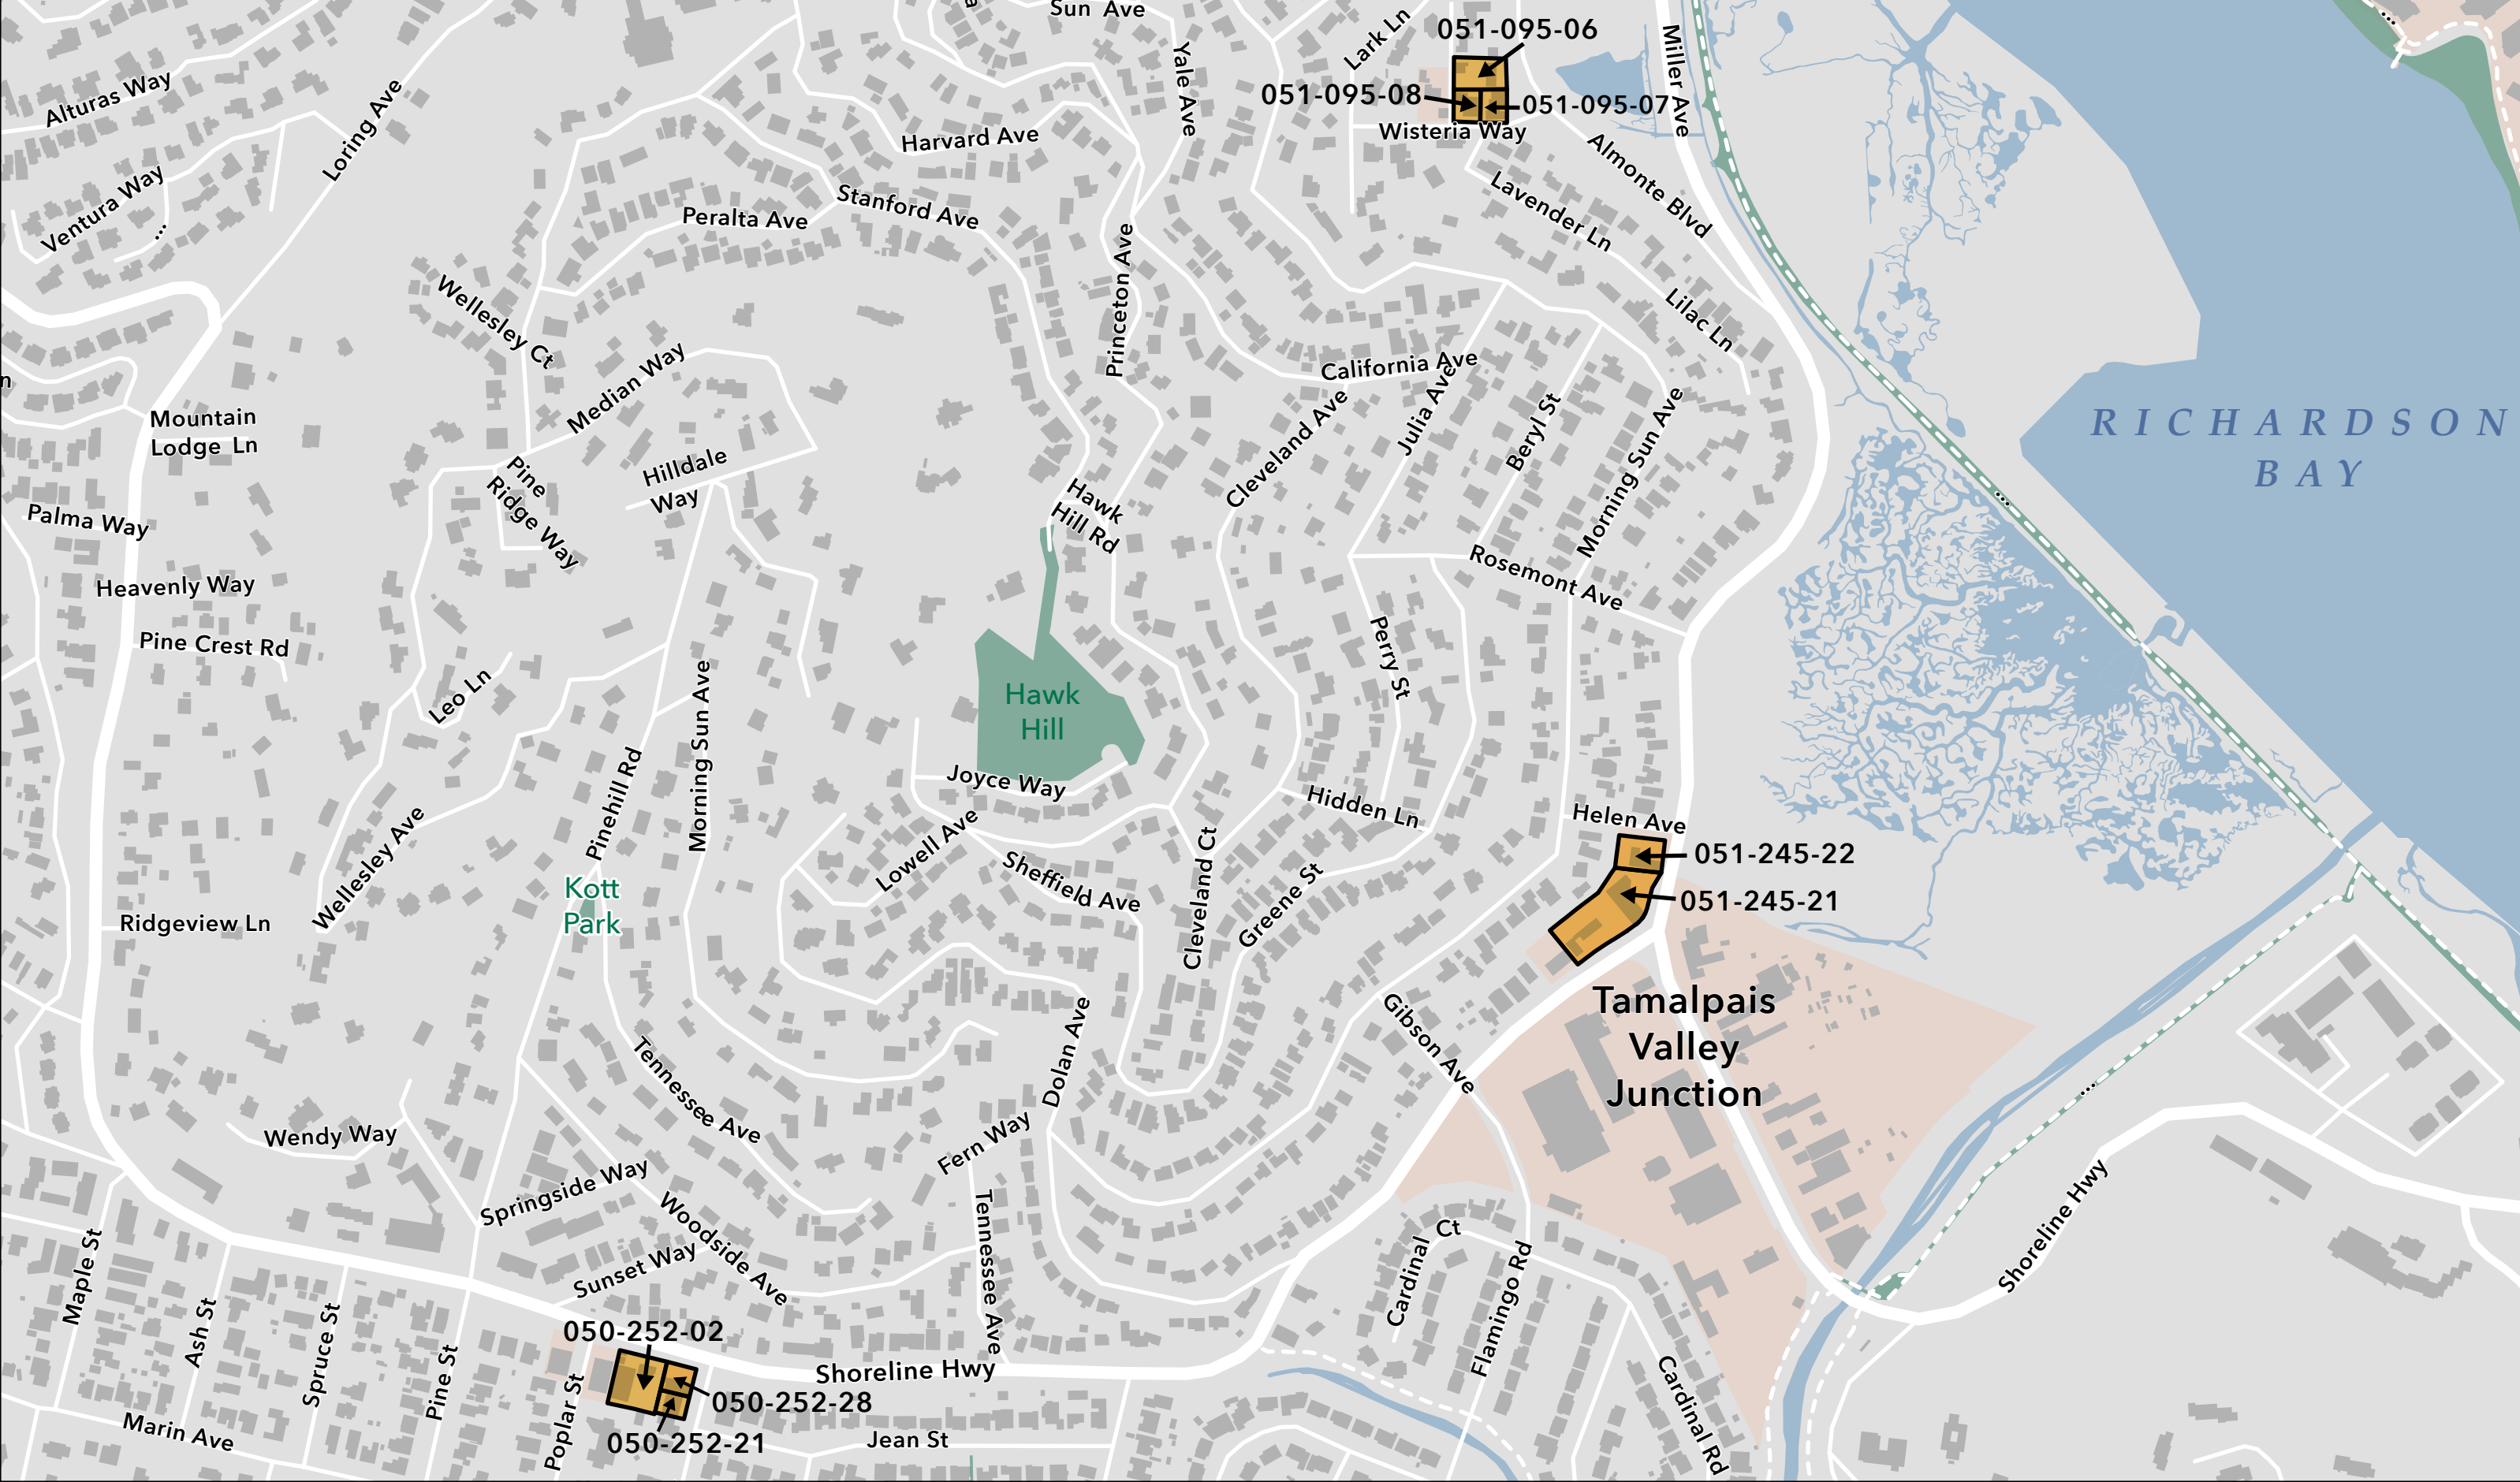 Sun Ave
051-095-06
Lark Ln
Miller Ave
Yale Ave
Alturas Way
Loring Ave
051-095-08
051-095-07
Harvard Ave
Wisteria Way
Almonte Blvd
Ventura Way
Stanford Ave
Peralta Ave
Lavender Ln
Princeton Ave
Wellesley Ct
Lilac Ln
Median Way
California Ave
Julia Ave
Cleveland Ave
Beryl St
Morning Sun Ave
RICHARDSON
BAY
Mountain
Lodge Ln
Hilldale
Way
Pine
Ridge Way
Hawk
Hill Rd
Palma Way
Rosemont Ave
Heavenly Way
Pine Crest Rd
Perry St
Leo Ln
Morning Sun Ave
Hawk
Hill
Pinehill Rd
Joyce Way
Hidden Ln
Helen Ave
Wellesley Ave
Lowell Ave
Sheffield Ave
Cleveland Ct
Greene St
051-245-22
051-245-21
Kott
Park
Ridgeview Ln
Tamalpais
Valley
Junction
Gibson Ave
Dolan Ave
Tennessee Ave
Wendy Way
Fern Way
Springside Way
Woodside Ave
Tennessee Ave
Shoreline Hwy
Maple St
Sunset Way
Cardinal
Ct
Flamingo Rd
Ash St
Spruce St
Pine St
050-252-02
Shoreline Hwy
050-252-28
050-252-21
Poplar St
Marin Ave
Jean St
Cardinal Rd